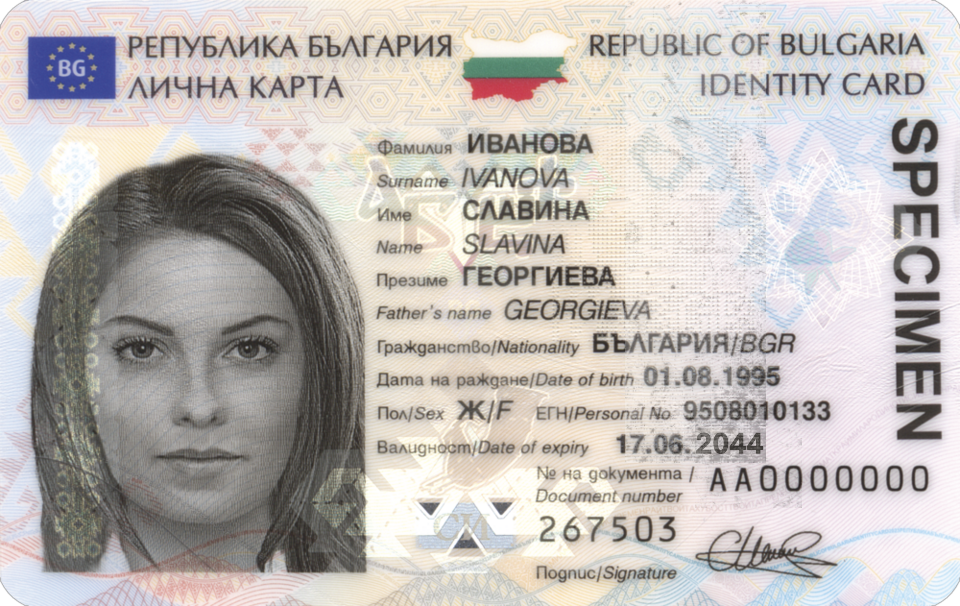 BG
РЕПУБЛИКА БЪЛГАРИЯ
ЛИЧНА КАРТА
REPUBLIC OF BULGARIA
IDENTITY CARD
Фамилия ИВАНОВА
Surname IVANOVA
Име СЛАВИНА
Name SLAVINA
Презиме ГЕОРГИЕВА
Father's name GEORGIEVA
Гражданство/Nationality БЪЛГАРИЯ/BGR
Дата на раждане/Date of birth 01.08.1995
Пол/Sex Ж/F ЕГН/Personal No 9508010133
Валидност/Date of expiry 17.06.2044
№ на документа / Document number AA0000000
267503
Подпис/Signature
SPECIMEN